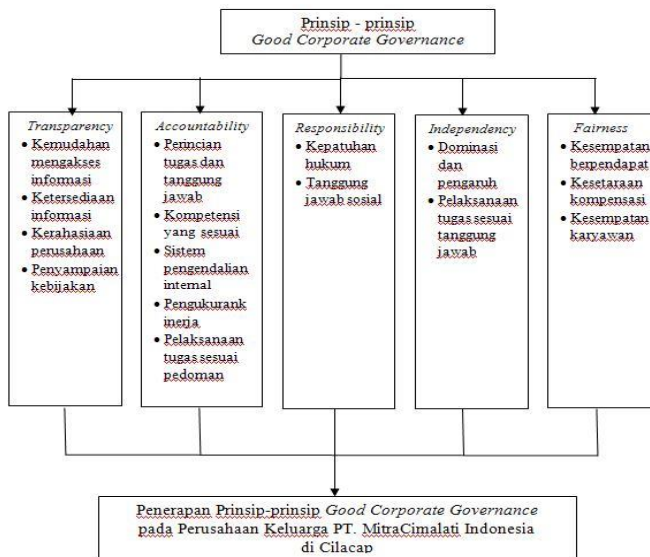 Prinsip - prinsip
Good Corporate Governance
Transparency
• Kemudahan
mengakses
informasi
• Ketersediaan
informasi
• Kerahasiaan
perusahaan
• Penyampaian
kebijakan
Accountability
• Perincian
tugas dan
tanggung
jawab
• Kompetensi
yang sesuai
• Sistem
pengendalian
internal
• Pengukurank
inerja
• Pelaksanaan
tugas sesuai
pedoman
Responsibility
• Kepatuhan
hukum
• Tanggung
jawab sosial
Independency
• Dominasi
dan
pengaruh
• Pelaksanaan
tugas sesuai
tanggung
jawab
Fairness
• Kesempatan
berpendapat
• Kesetaraan
kompensasi
• Kesempatan
karyawan
Penerapan Prinsip-prinsip Good Corporate Governance
pada Perusahaan Keluarga PT. MitraCimalati Indonesia
di Cilacap